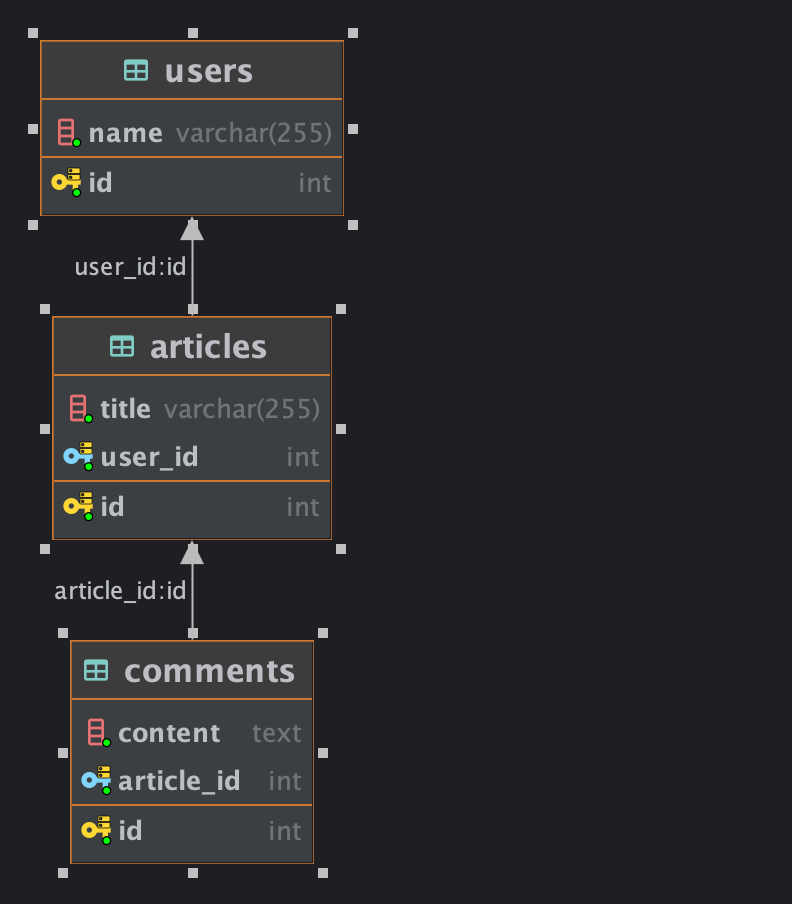 users
name varchar(255)
id int
user_id:id
articles
title varchar(255)
user_id int
id int
article_id:id
comments
content text
article_id int
id int